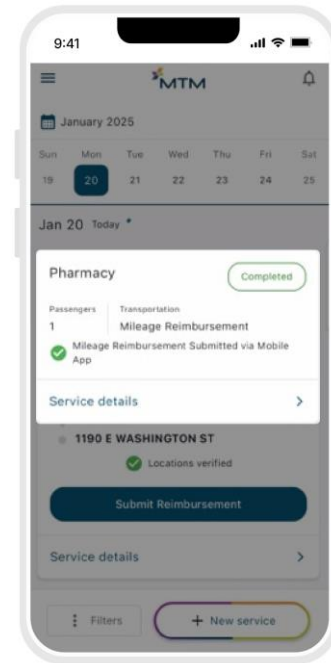 9:41
MTM
January 2025
Sun Mon Tue Wed Thu Fri Sat
19 20 21 22 23 24 25
Jan 20 Today
Pharmacy
Completed
Passengers Transportation
1 Mileage Reimbursement
Mileage Reimbursement Submitted via Mobile
App
Service details
1190 E WASHINGTON ST
Locations verified
Submit Reimbursement
Service details
Filters
+ New service